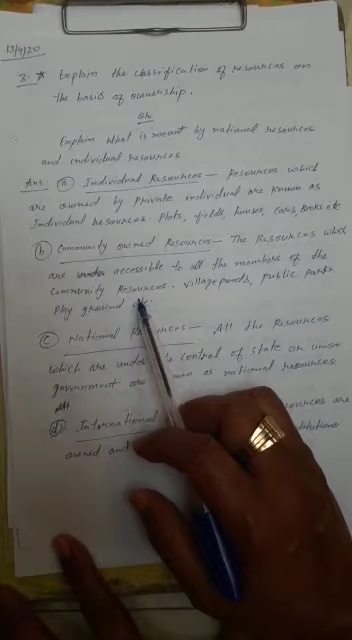 13/4/20
3. * Explain the classification of resources on
the basis of ownership.
or
Explain what is meant by national resources
and individual resources
Ans: (a) Individual Resources — Resources which
are owned by private individual are known as
Individual resources. Plots, fields, houses, cars, books etc
(b) Community owned Resources — The Resources which
are accessible to all the members of the
community Resources. Village ponds, public parks
play ground
(c) National — All the Resources
which are under control of state or union
government are as national resources
(d) International are
owned and